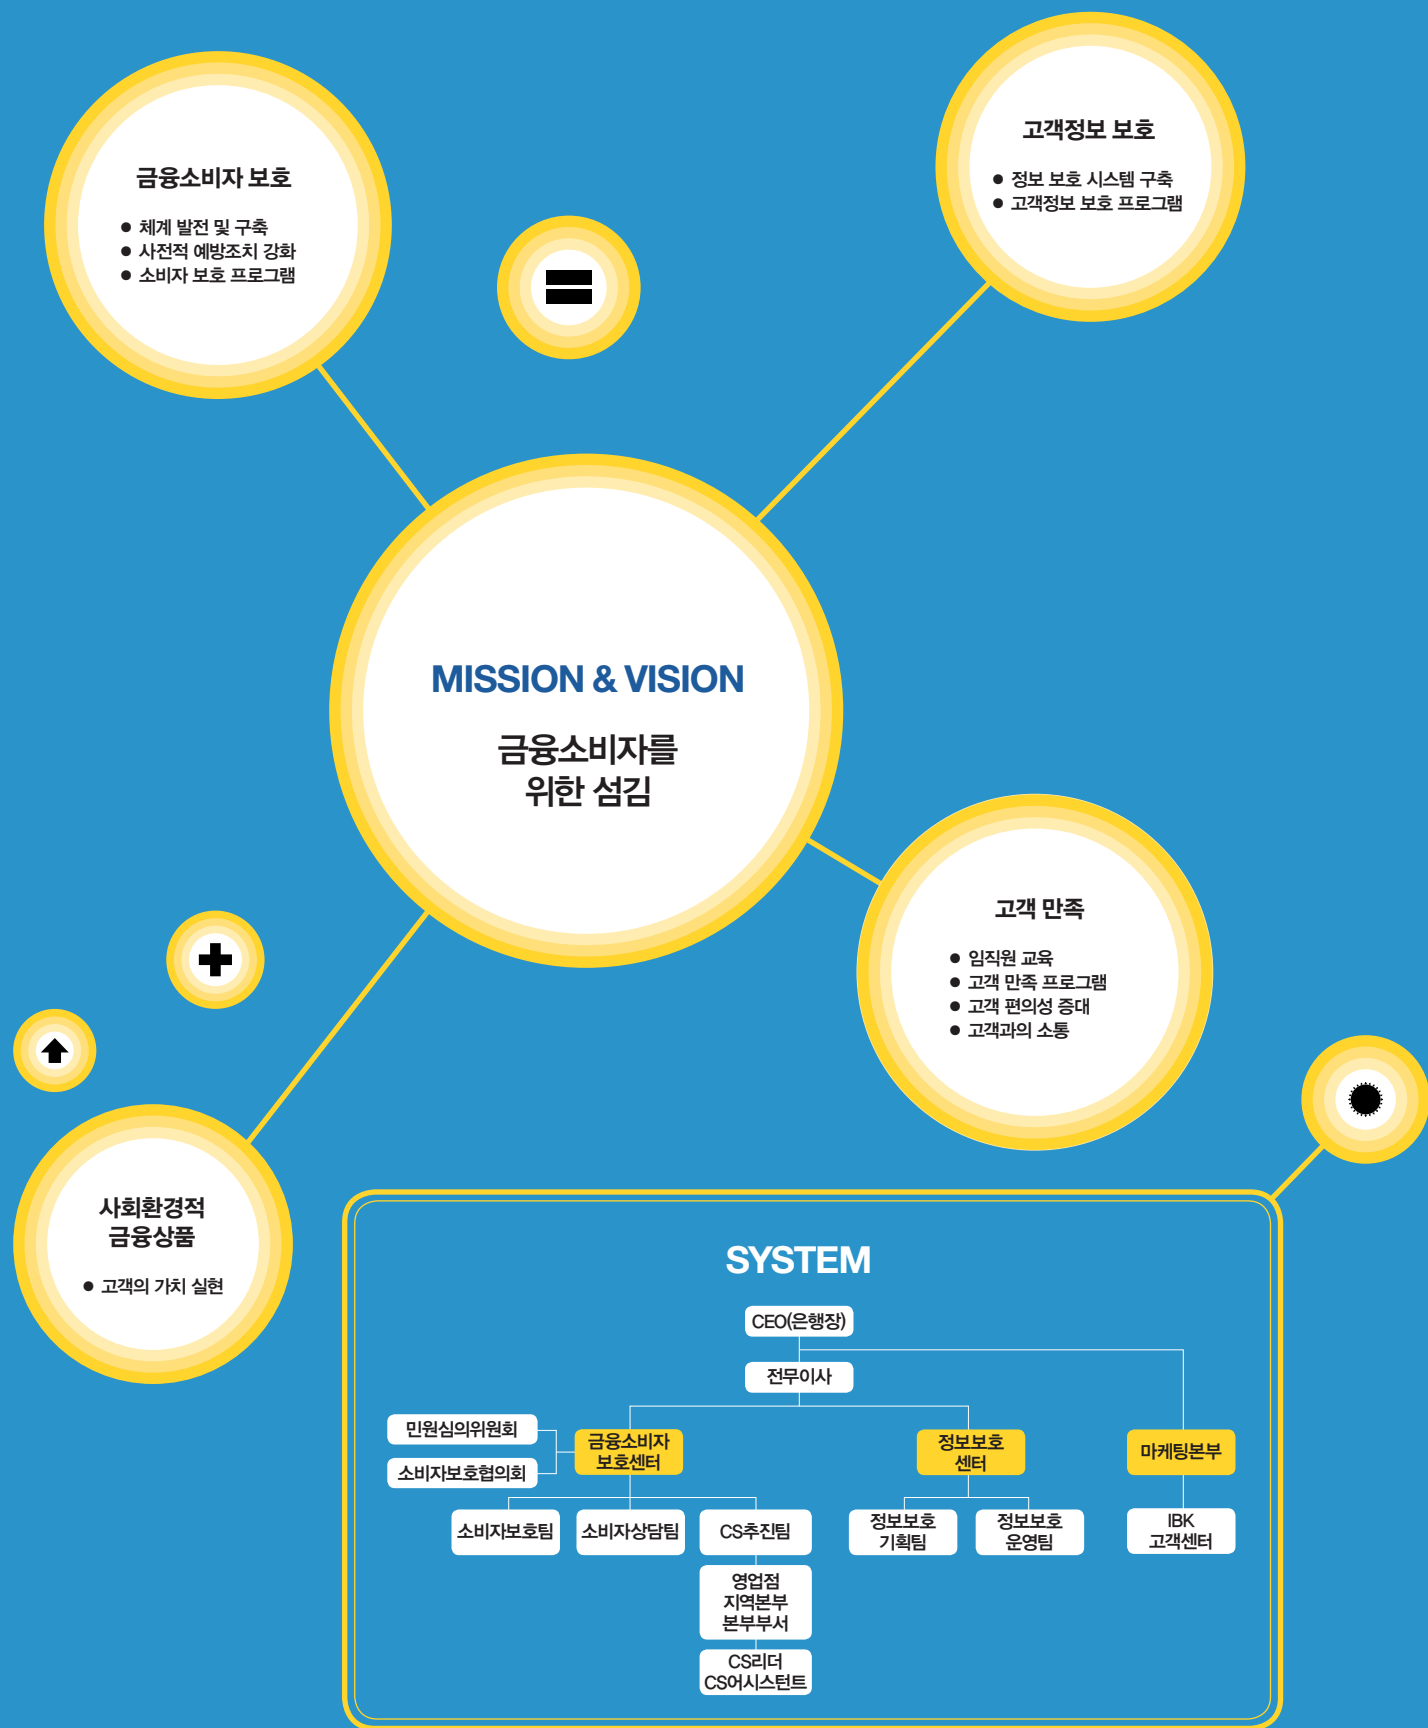 금융소비자 보호
● 체계 발전 및 구축
● 사전적 예방조치 강화
● 소비자 보호 프로그램
고객정보 보호
● 정보 보호 시스템 구축
● 고객정보 보호 프로그램
MISSION & VISION
금융소비자를
위한 섬김
고객 만족
● 임직원 교육
● 고객 만족 프로그램
● 고객 편의성 증대
● 고객과의 소통
사회환경적
금융상품
● 고객의 가치 실현
SYSTEM
CEO(은행장)
전무이사
민원심의위원회
소비자보호협의회
금융소비자
보호센터
정보보호
센터
마케팅본부
소비자보호팀
소비자상담팀
CS추진팀
정보보호
기획팀
정보보호
운영팀
IBK
고객센터
영업점
지역본부
본부부서
CS리더
CS어시스턴트